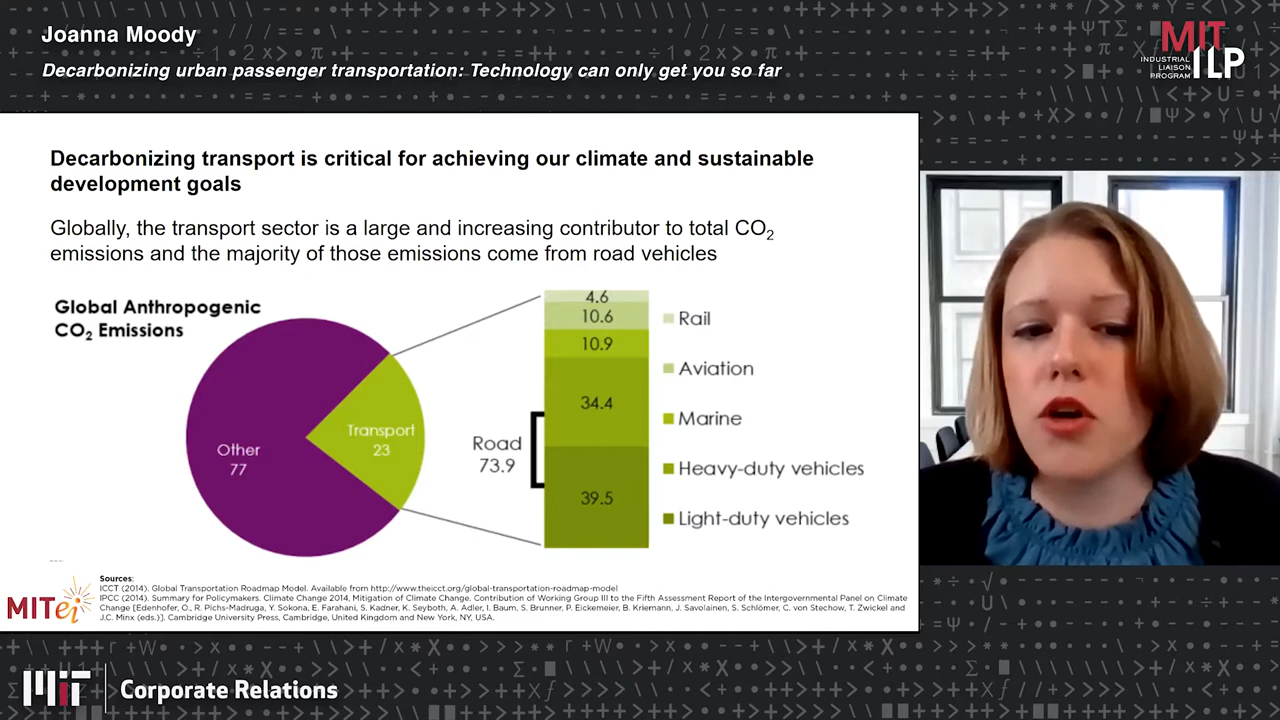 Joanna Moody
Decarbonizing urban passenger transportation: Technology can only get you so far
MIT
INDUSTRIAL
LIAISON
PROGRAM
ILP
Decarbonizing transport is critical for achieving our climate and sustainable
development goals
Globally, the transport sector is a large and increasing contributor to total CO2
emissions and the majority of those emissions come from road vehicles
Global Anthropogenic
CO2 Emissions
Other
77
Transport
23
Road
73.9
4.6
10.6
10.9
34.4
39.5
Rail
Aviation
Marine
Heavy-duty vehicles
Light-duty vehicles
MITei
Sources:
ICCT (2014). Global Transportation Roadmap Model. Available from http://www.theicct.org/global-transportation-roadmap-model
IPCC (2014). Summary for Policymakers. Climate Change 2014, Mitigation of Climate Change. Contribution of Working Group III to the Fifth Assessment Report of the Intergovernmental Panel on Climate
Change [Edenhofer, O., R. Pichs-Madruga, Y. Sokona, E. Farahani, S. Kadner, K. Seyboth, A. Adler, I. Baum, S. Brunner, P. Eickemeier, B. Kriemann, J. Savolainen, S. Schlömer, C. von Stechow, T. Zwickel and
J.C. Minx (eds.)]. Cambridge University Press, Cambridge, United Kingdom and New York, NY, USA.
MIT
Corporate Relations